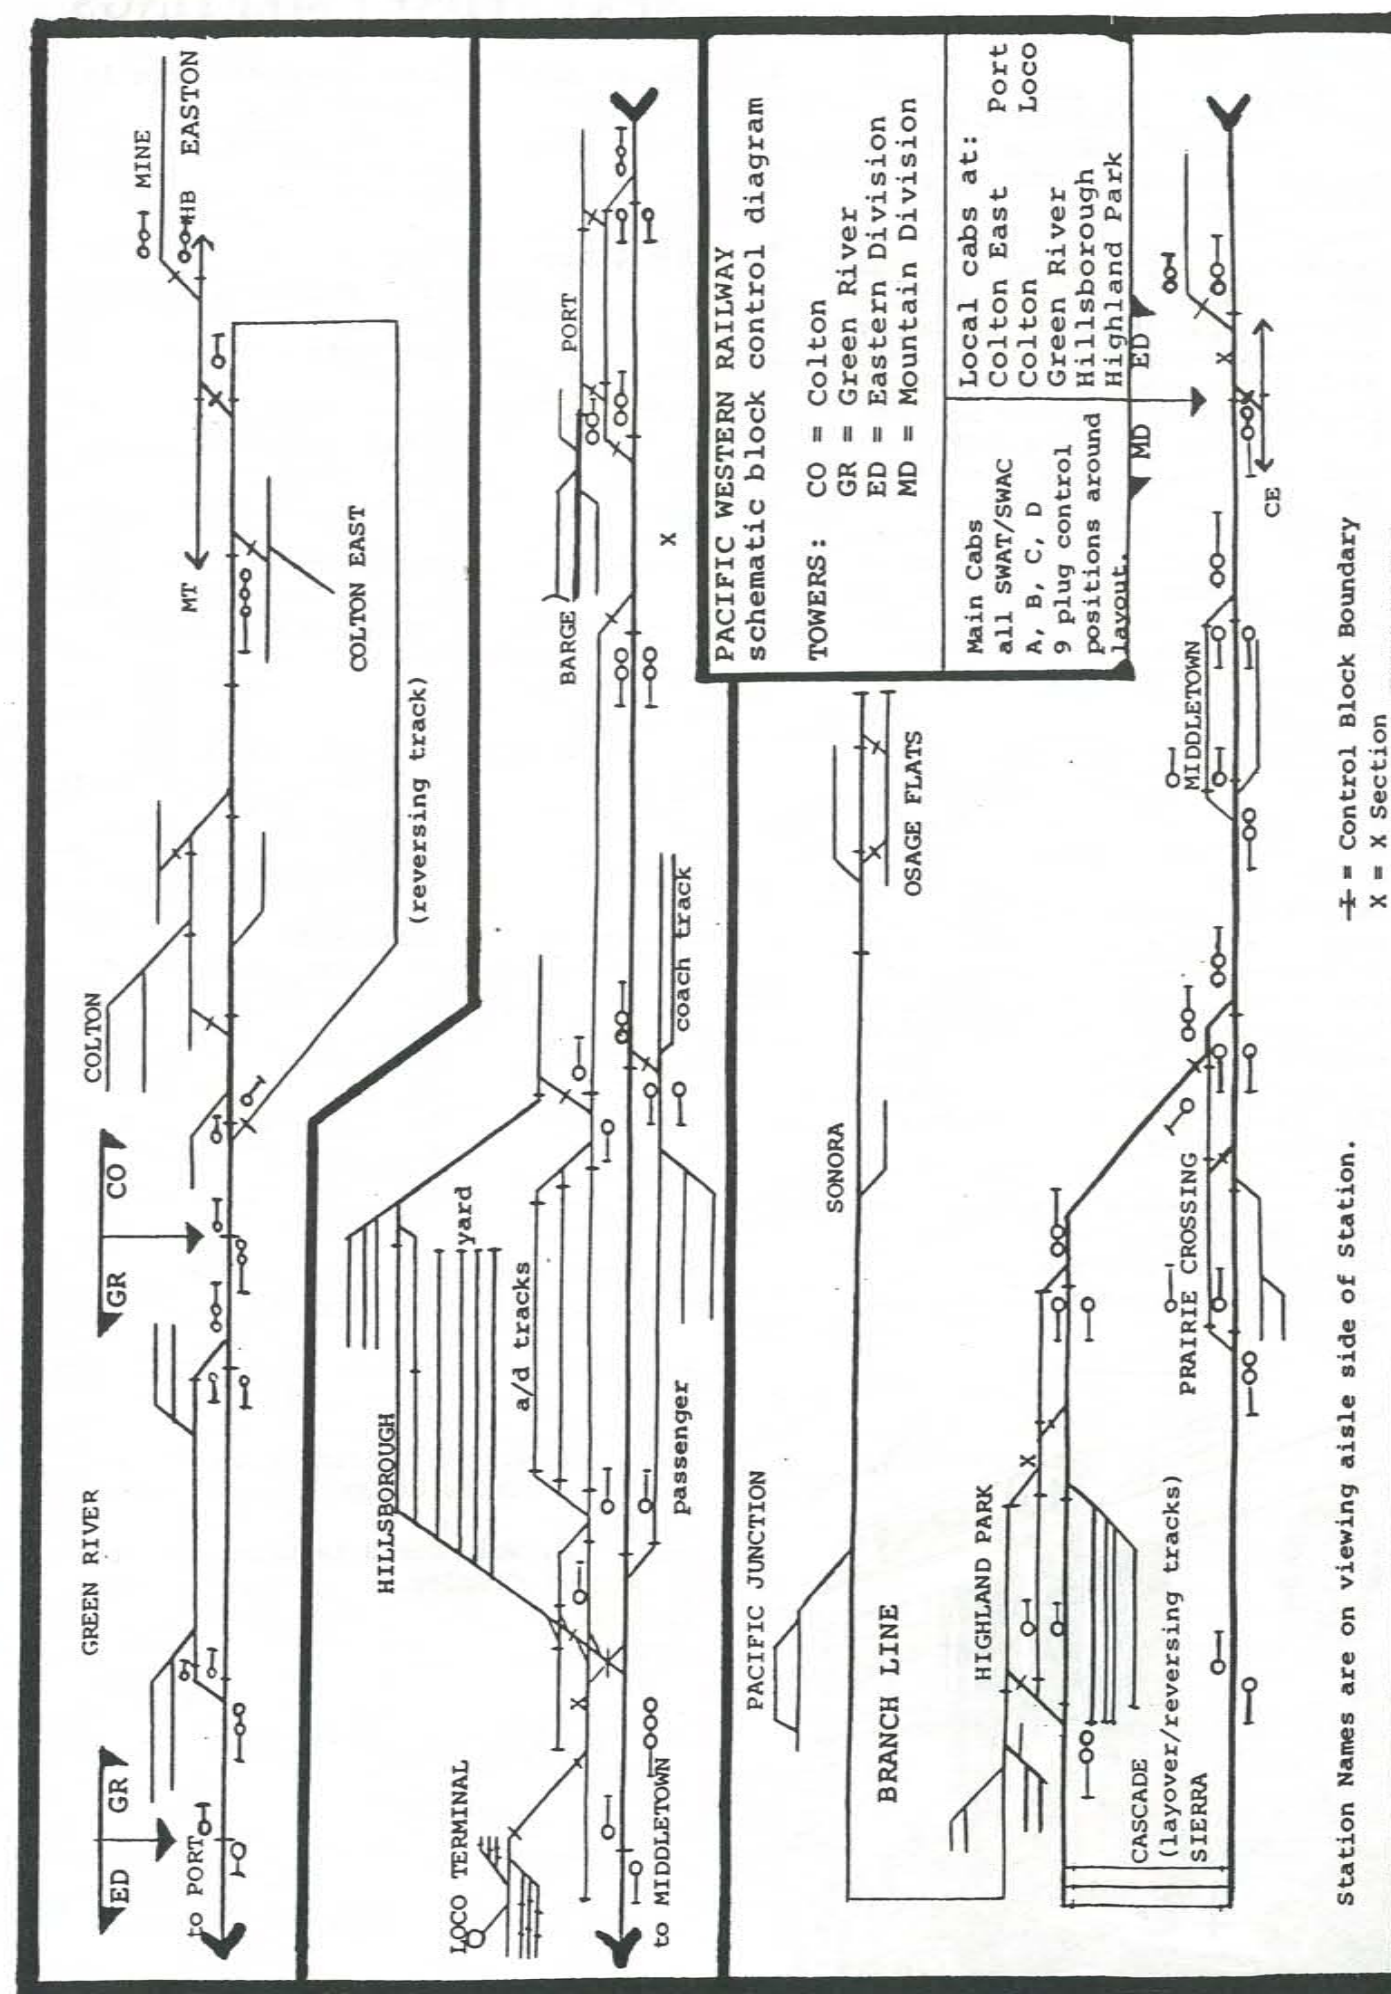 MINE
HB EASTON
MT
COLTON EAST
(reversing track)
COLTON
GR CO
GREEN RIVER
ED GR
to PORT
PORT
BARGE
X
coach track
yard
a/d tracks
HILLSBOROUGH
passenger
X
LOCO TERMINAL
to MIDDLETOWN
PACIFIC WESTERN RAILWAY
schematic block control diagram
TOWERS: CO = Colton
GR = Green River
ED = Eastern Division
MD = Mountain Division
Main Cabs
all SWAT/SWAC
A, B, C, D
9 plug control
positions around
layout.
Local cabs at:
Colton East Port
Colton Loco
Green River
Hillsborough
Highland Park
MD ED
X
CE
OSAGE FLATS
SONORA
PACIFIC JUNCTION
BRANCH LINE
MIDDLETOWN
PRAIRIE CROSSING
X
HIGHLAND PARK
CASCADE
(layover/reversing tracks)
SIERRA
Station Names are on viewing aisle side of Station.
= Control Block Boundary
X = X Section